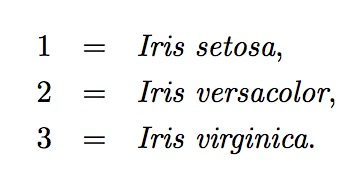 1 = Iris setosa,
2 = Iris versacolor,
3 = Iris virginica.